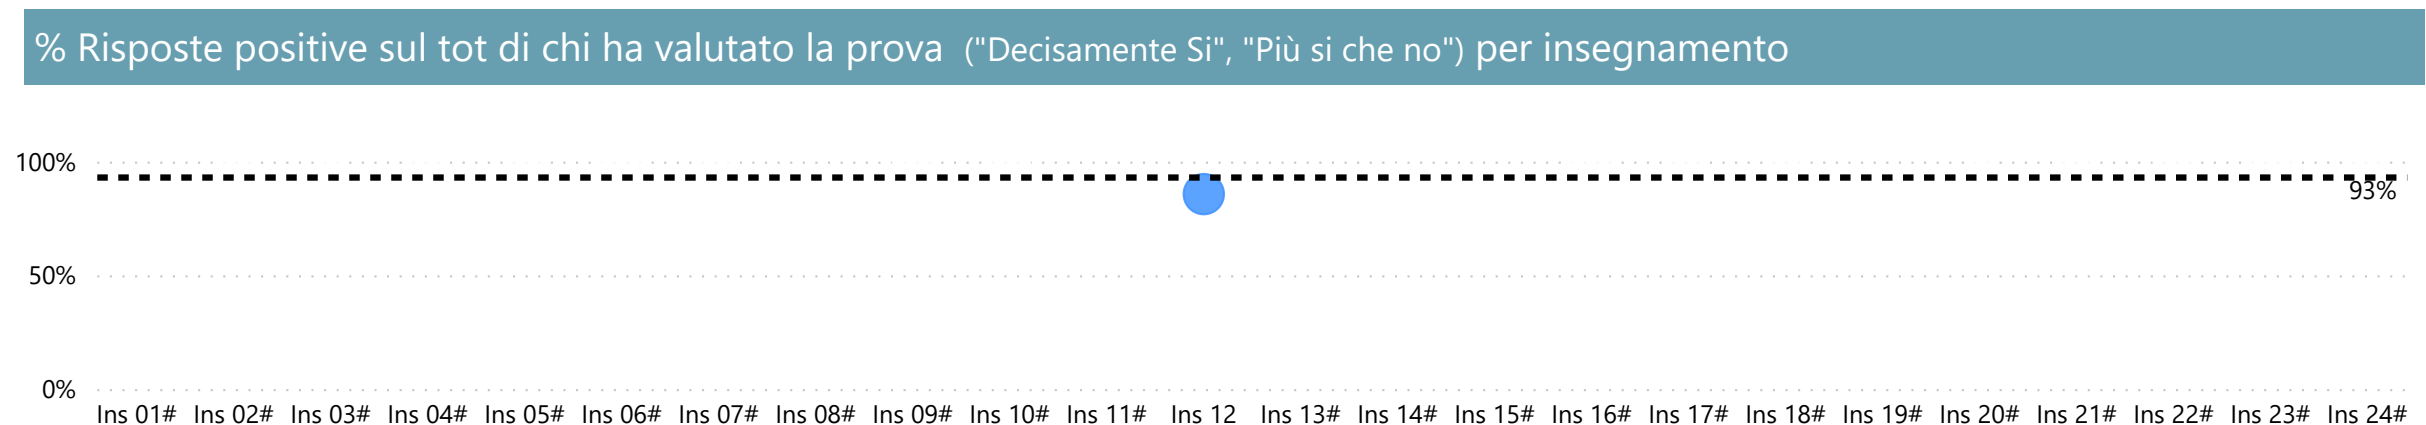 % Risposte positive sul tot di chi ha valutato la prova ("Decisamente Si", "Più si che no") per insegnamento
100%
93%
50%
0%
Ins 01# Ins 02# Ins 03# Ins 04# Ins 05# Ins 06# Ins 07# Ins 08# Ins 09# Ins 10# Ins 11# Ins 12 Ins 13# Ins 14# Ins 15# Ins 16# Ins 17# Ins 18# Ins 19# Ins 20# Ins 21# Ins 22# Ins 23# Ins 24#